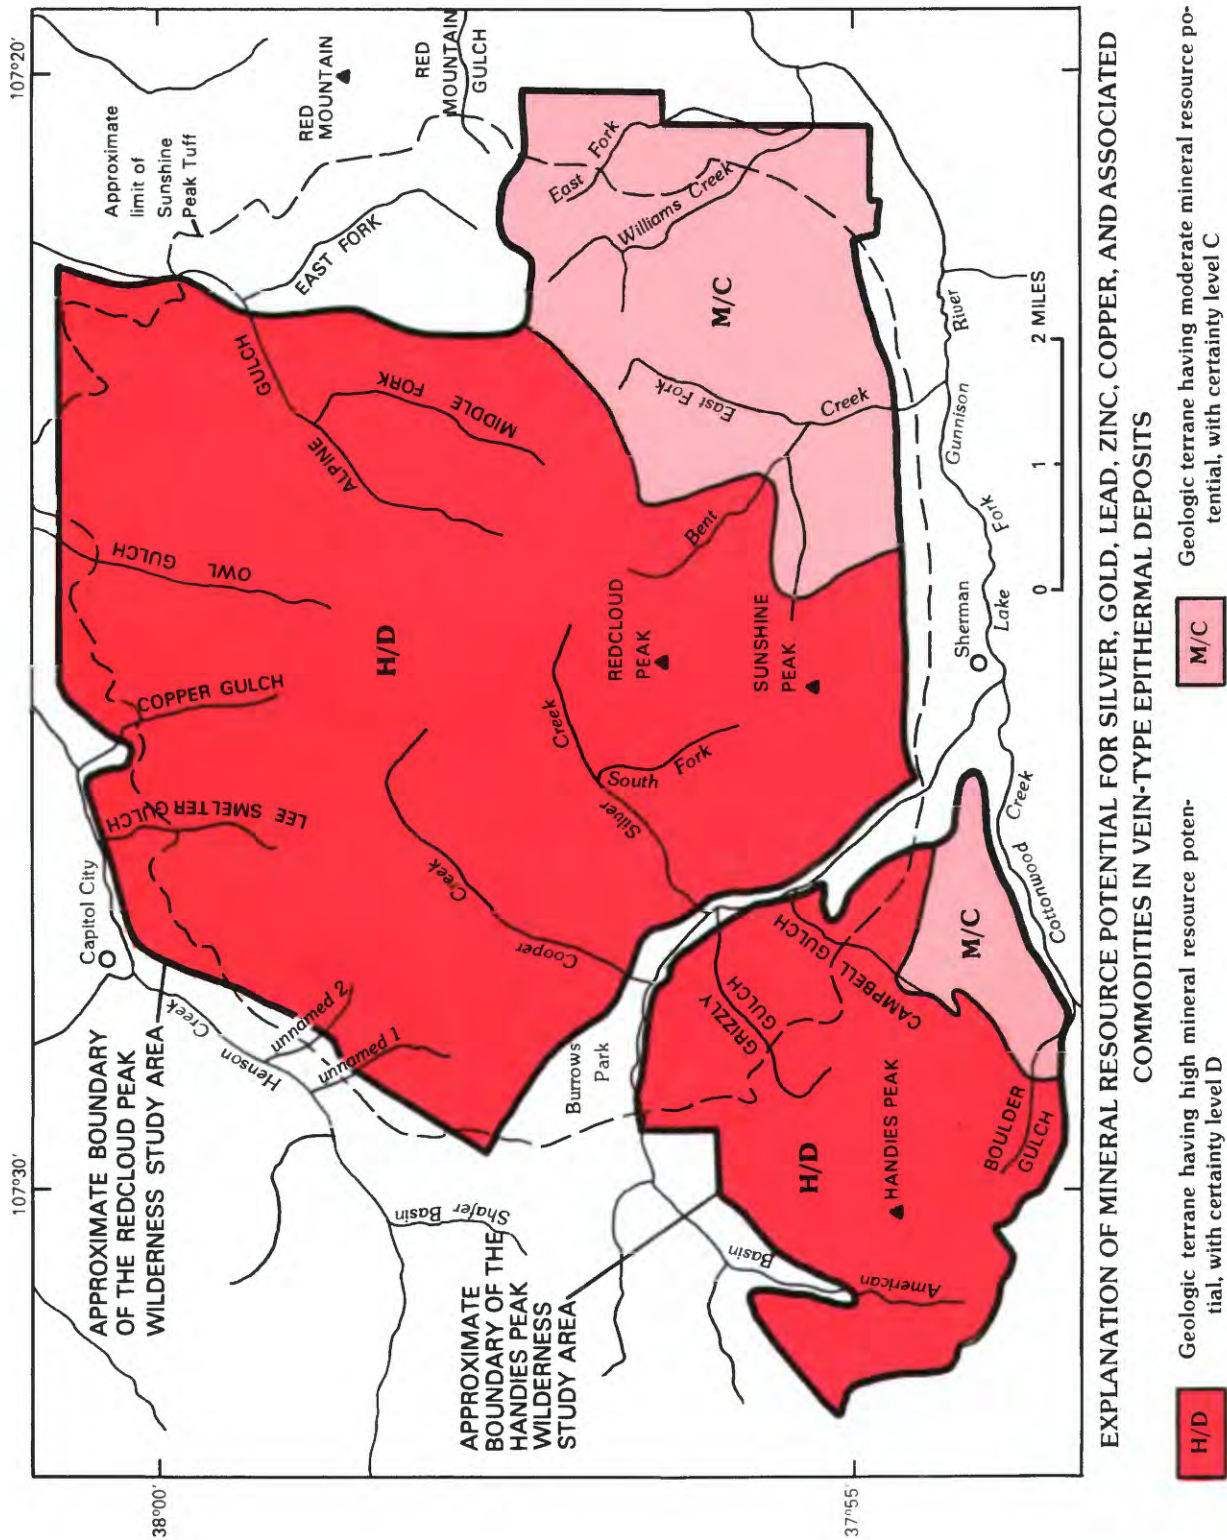 107°30'
107°20'
38°00'
37°55'
APPROXIMATE BOUNDARY
OF THE REDCLOUD PEAK
WILDERNESS STUDY AREA
Capitol City
Creek
Henson
unnamed 2
unnamed 1
LEE SMELTER GULCH
COPPER GULCH
OWL GULCH
Approximate
limit of
Sunshine
Peak Tuff
RED
MOUNTAIN
RED
MOUNTAIN
GULCH
EAST FORK
GULCH
ALPINE
MIDDLE FORK
H/D
Shafer Basin
Creek
Cooper
Burrows
Park
Creek
Silver
South
Fork
REDCLOUD
PEAK
SUNSHINE
PEAK
Bent
East Fork
Creek
M/C
Williams Creek
East Fork
APPROXIMATE
BOUNDARY OF THE
HANDIES PEAK
WILDERNESS
STUDY AREA
American
Basin
H/D
HANDIES PEAK
GRIZZLY
GULCH
CAMPBELL GULCH
BOULDER
GULCH
M/C
Cottonwood Creek
Sherman
Lake Fork Gunnison River
0 1 2 MILES
EXPLANATION OF MINERAL RESOURCE POTENTIAL FOR SILVER, GOLD, LEAD, ZINC, COPPER, AND ASSOCIATED
COMMODITIES IN VEIN-TYPE EPITHERMAL DEPOSITS
H/D
Geologic terrane having high mineral resource poten-
tial, with certainty level D
M/C
Geologic terrane having moderate mineral resource po-
tential, with certainty level C